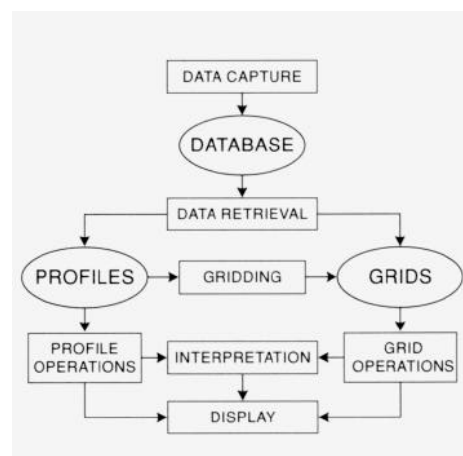 DATA CAPTURE
DATABASE
DATA RETRIEVAL
PROFILES
GRIDDING
GRIDS
PROFILE
OPERATIONS
INTERPRETATION
GRID
OPERATIONS
DISPLAY